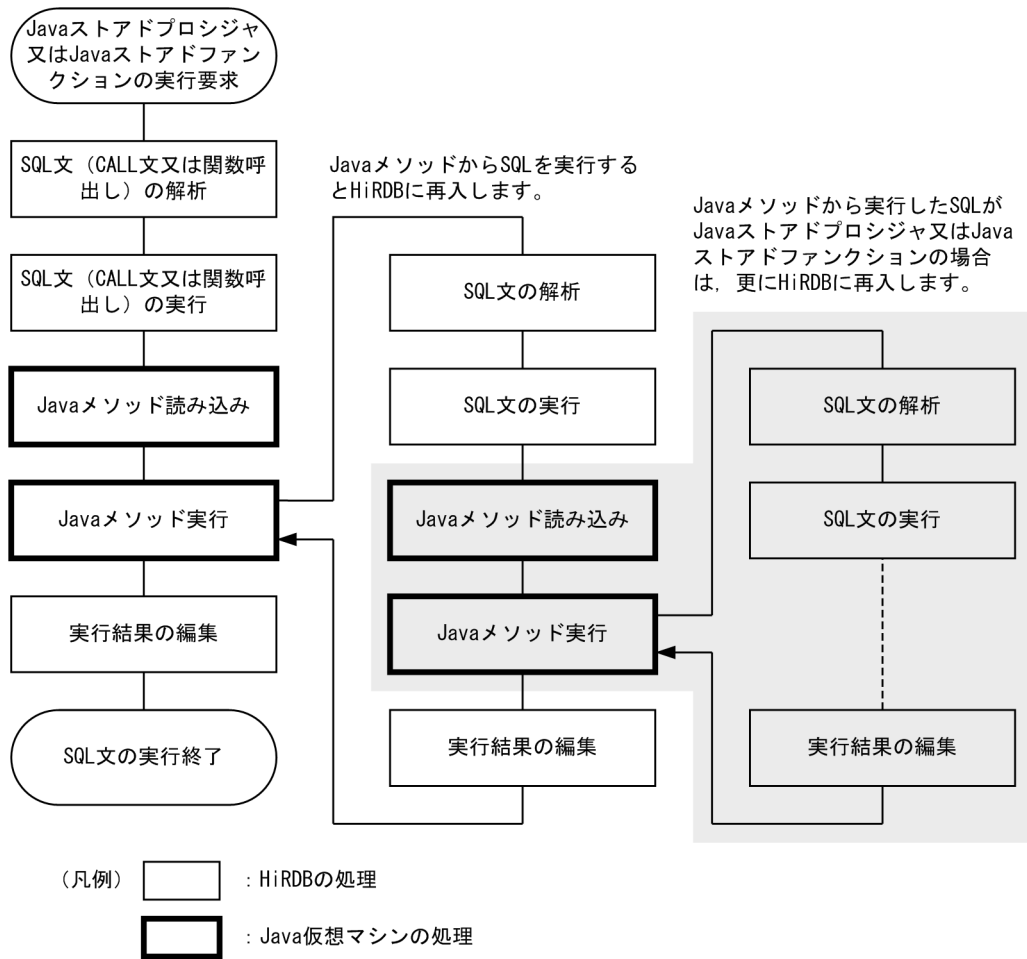 Javaストアドプロシジャ
又はJavaストアドファン
クションの実行要求
SQL文（CALL文又は関数呼
出し）の解析
SQL文（CALL文又は関数呼
出し）の実行
Javaメソッド読み込み
Javaメソッド実行
実行結果の編集
SQL文の実行終了
JavaメソッドからSQLを実行する
とHiRDBに再入します。
SQL文の解析
SQL文の実行
Javaメソッド読み込み
Javaメソッド実行
実行結果の編集
Javaメソッドから実行したSQLが
Javaストアドプロシジャ又はJava
ストアドファンクションの場合
は，更にHiRDBに再入します。
SQL文の解析
SQL文の実行
実行結果の編集
（凡例）
：HiRDBの処理
：Java仮想マシンの処理